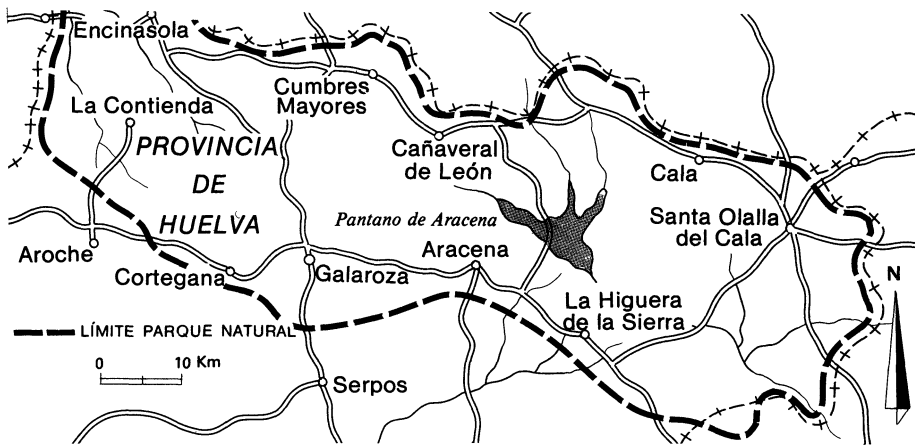 Encinasola
La Contienda
Cumbres
Mayores
PROVINCIA
DE
HUELVA
Cañaveral
de León
Cala
Pantano de Aracena
Santa Olalla
del Cala
Aroche
Cortegana
Galaroza
Aracena
La Higuera
de la Sierra
N
LÍMITE PARQUE NATURAL
0 10 Km
Serpos